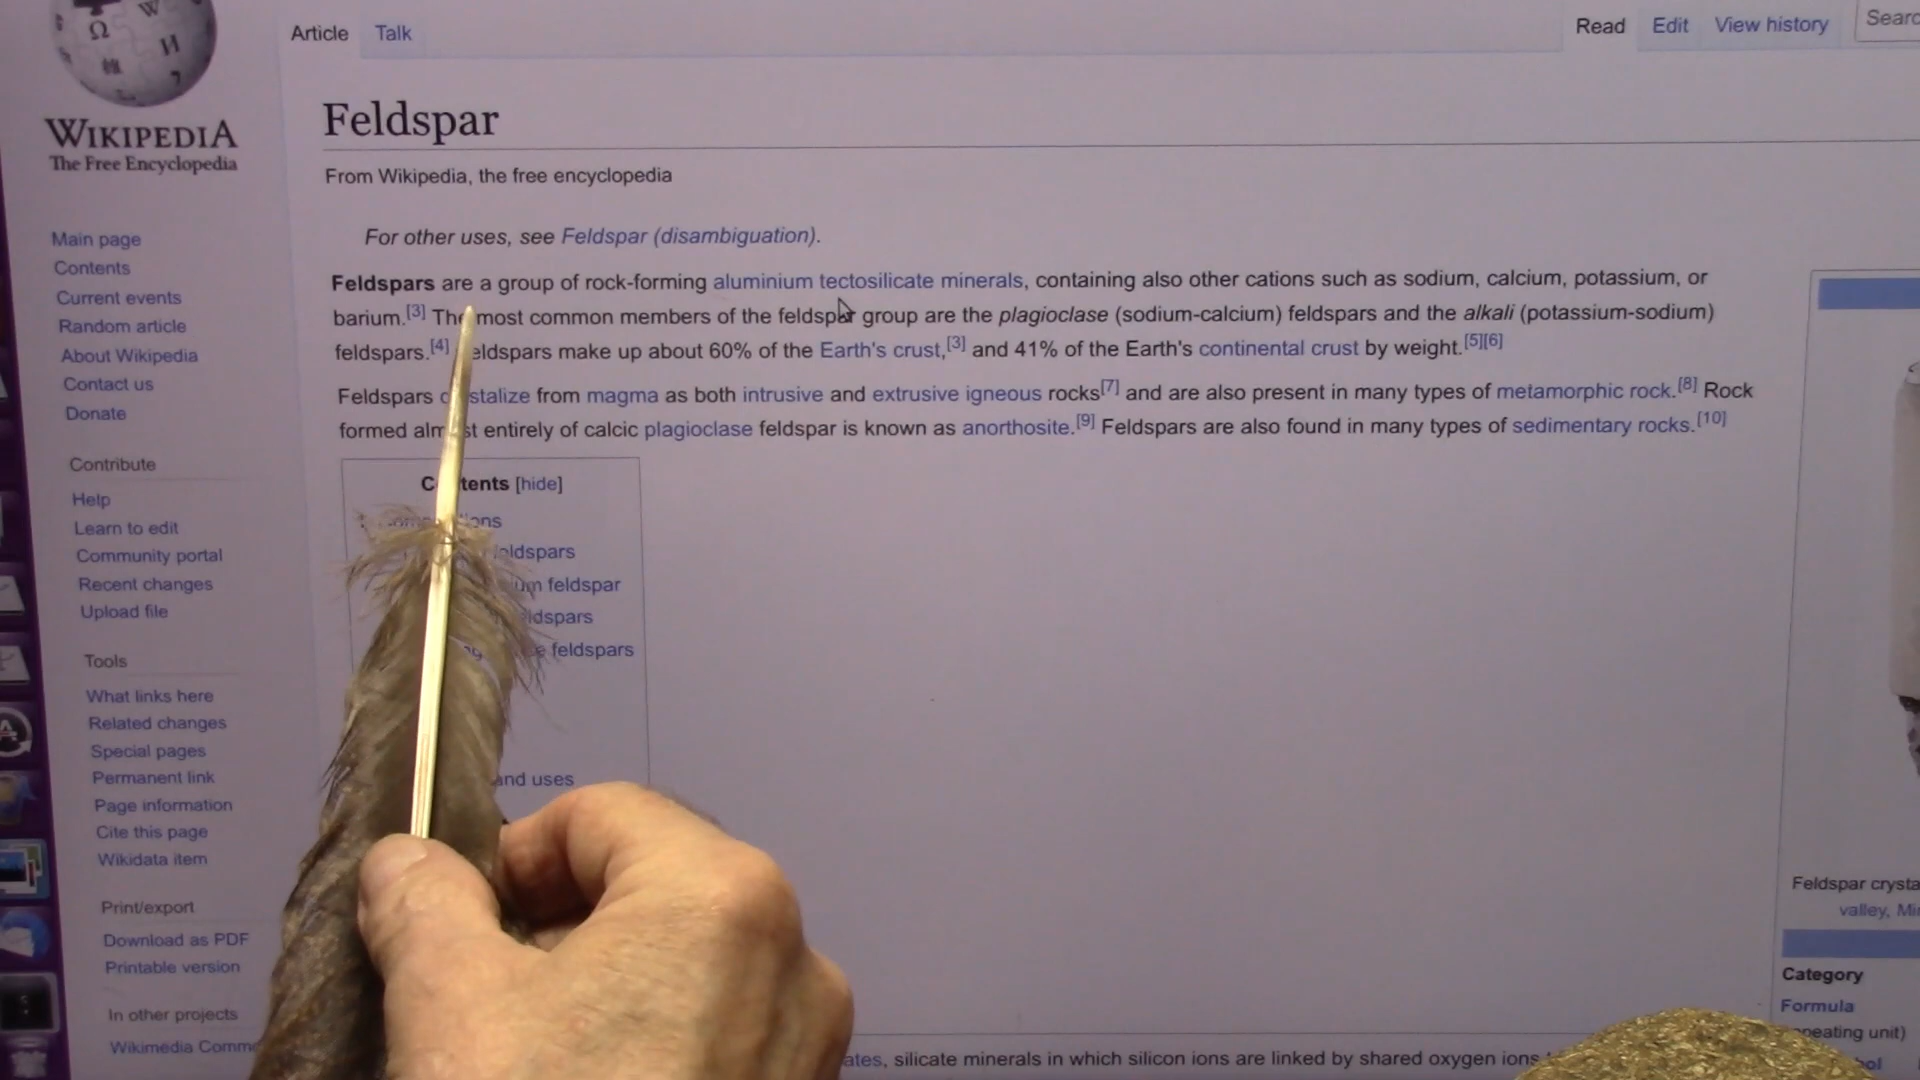 Article Talk
Read Edit View history
WIKIPEDIA
The Free Encyclopedia
Feldspar
From Wikipedia, the free encyclopedia
For other uses, see Feldspar (disambiguation).
Feldspars are a group of rock-forming aluminium tectosilicate minerals, containing also other cations such as sodium, calcium, potassium, or
barium.[3] The most common members of the feldspar group are the plagioclase (sodium-calcium) feldspars and the alkali (potassium-sodium)
feldspars.[4] Feldspars make up about 60% of the Earth's crust,[3] and 41% of the Earth's continental crust by weight.[5][6]
Feldspars crystalize from magma as both intrusive and extrusive igneous rocks[7] and are also present in many types of metamorphic rock.[8] Rock
formed almost entirely of calcic plagioclase feldspar is known as anorthosite.[9] Feldspars are also found in many types of sedimentary rocks.[10]
Contents [hide]
feldspar
feldspars
and uses
Main page
Contents
Current events
Random article
About Wikipedia
Contact us
Donate
Contribute
Help
Learn to edit
Community portal
Recent changes
Upload file
Tools
What links here
Related changes
Special pages
Permanent link
Page information
Cite this page
Wikidata item
Print/export
Download as PDF
Printable version
In other projects
Wikimedia
Feldspar
valley,
Category
Formula
unit)
silicate minerals in which silicon ions are linked by shared oxygen ions